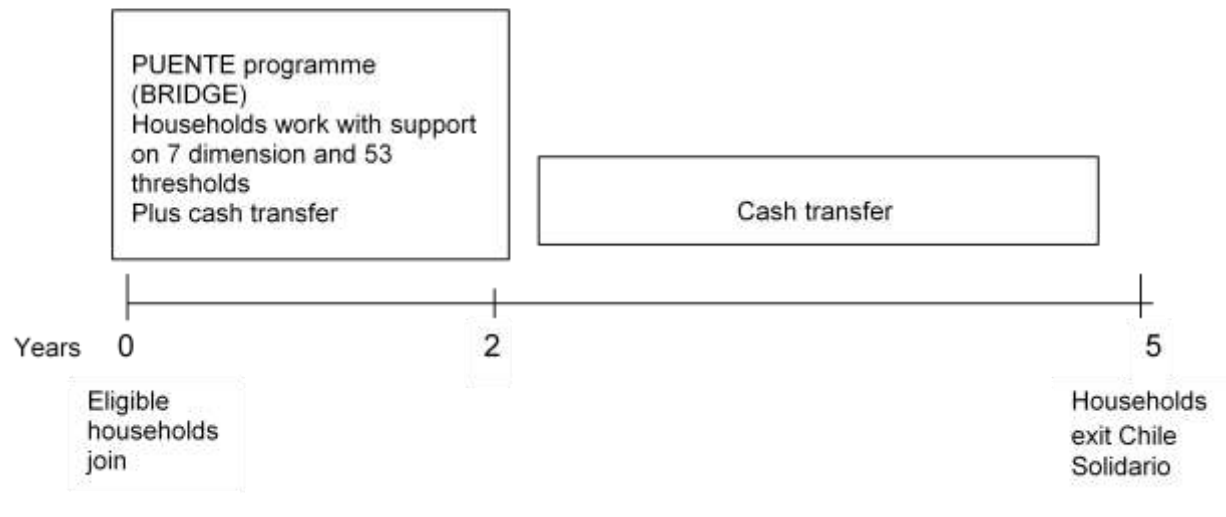 PUENTE programme
(BRIDGE)
Households work with support
on 7 dimension and 53
thresholds
Plus cash transfer
Cash transfer
Years 0 2 5
Eligible
households
join
Households
exit Chile
Solidario